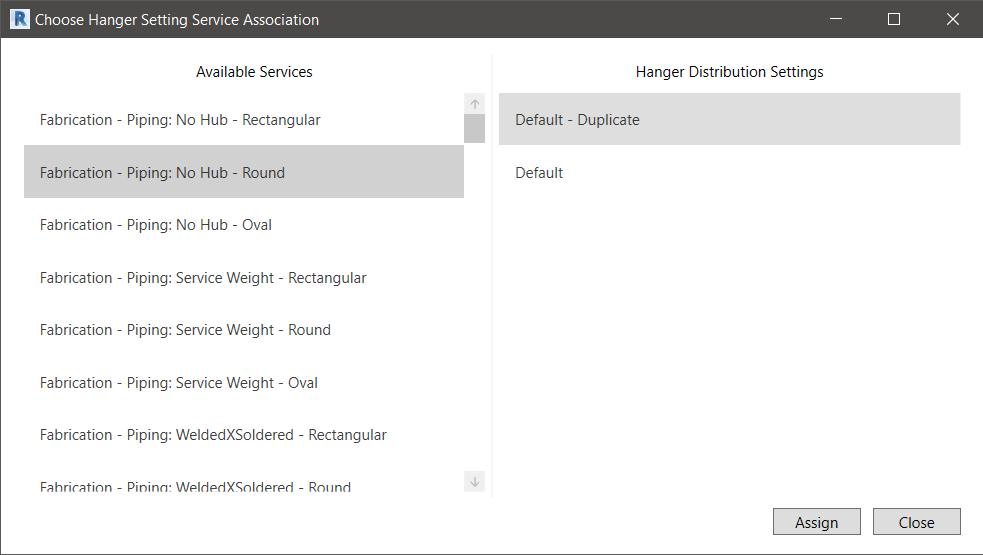 Choose Hanger Setting Service Association
Available Services
Fabrication - Piping: No Hub - Rectangular
Fabrication - Piping: No Hub - Round
Fabrication - Piping: No Hub - Oval
Fabrication - Piping: Service Weight - Rectangular
Fabrication - Piping: Service Weight - Round
Fabrication - Piping: Service Weight - Oval
Fabrication - Piping: WeldedXSoldered - Rectangular
Fabrication - Piping: WeldedXSoldered - Round
Hanger Distribution Settings
Default - Duplicate
Default
Assign
Close